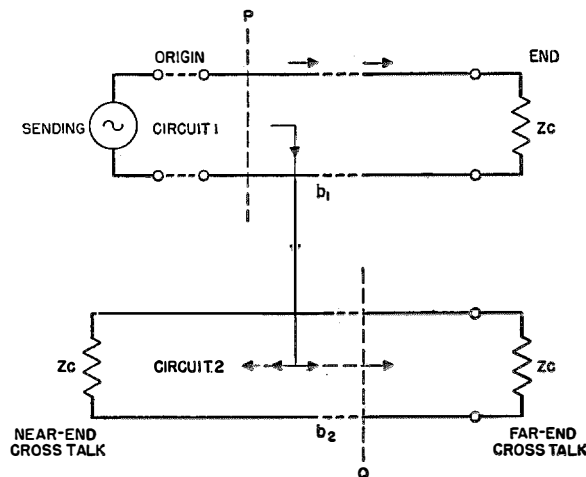 P
ORIGIN
END
SENDING
CIRCUIT 1
Zc
b1
CIRCUIT.2
Zc
Zc
b2
NEAR-END
CROSS TALK
FAR-END
CROSS TALK
Q